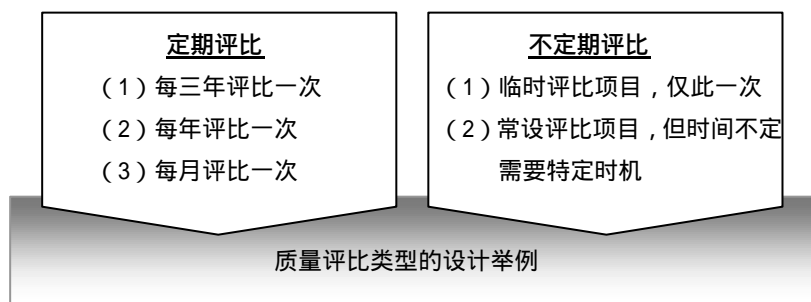 定期评比
（1）每三年评比一次
（2）每年评比一次
（3）每月评比一次
不定期评比
（1）临时评比项目，仅此一次
（2）常设评比项目，但时间不定
需要特定时机
质量评比类型的设计举例